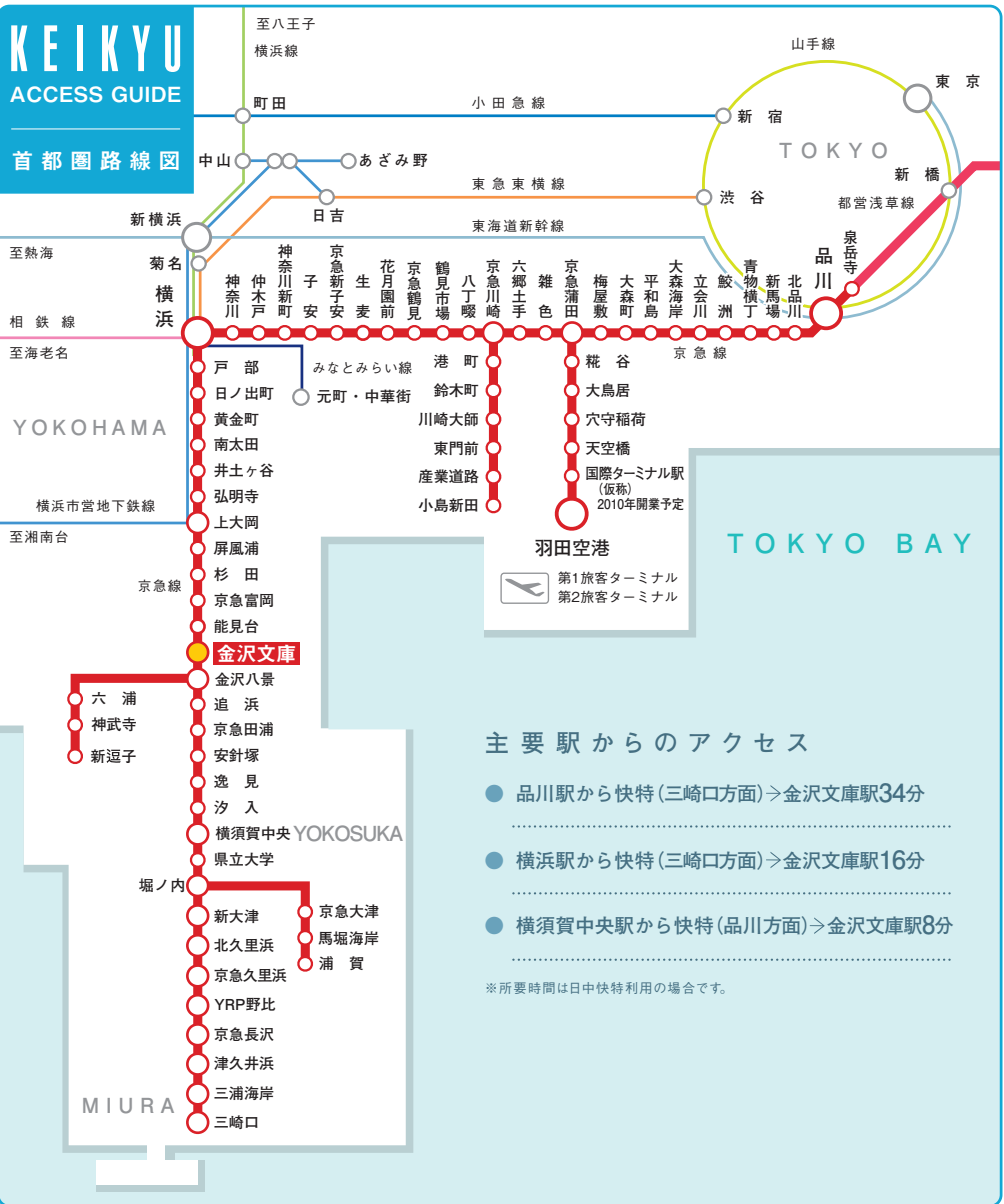 KEIKYU
ACCESS GUIDE
首都圏路線図
至八王子
横浜線
町田
小田急線
新宿
山手線
東京
TOKYO
中山
あざみ野
日吉
東急東横線
渋谷
新橋
都営浅草線
新横浜
東海道新幹線
至熱海
菊名
横浜
相鉄線
至海老名
神奈川
仲木戸
神奈川新町
子安
京急新子安
生麦
花月園前
京急鶴見
鶴見市場
八丁畷
京急川崎
六郷土手
雑色
京急蒲田
梅屋敷
大森町
平和島
大森海岸
立会川
鮫洲
青物横丁
新馬場
北品川
品川
泉岳寺
京急線
みなとみらい線
元町・中華街
港町
鈴木町
川崎大師
東門前
産業道路
小島新田
糀谷
大鳥居
穴守稲荷
天空橋
国際ターミナル駅
(仮称)
2010年開業予定
羽田空港
第1旅客ターミナル
第2旅客ターミナル
TOKYO BAY
YOKOHAMA
横浜市営地下鉄線
至湘南台
京急線
戸部
日ノ出町
黄金町
南太田
井土ヶ谷
弘明寺
上大岡
屏風浦
杉田
京急富岡
能見台
金沢文庫
金沢八景
六浦
神武寺
新逗子
追浜
京急田浦
安針塚
逸見
汐入
横須賀中央
YOKOSUKA
県立大学
堀ノ内
京急大津
馬堀海岸
浦賀
新大津
北久里浜
京急久里浜
YRP野比
京急長沢
津久井浜
三浦海岸
三崎口
MIURA
主要駅からのアクセス
● 品川駅から快特(三崎口方面)→金沢文庫駅34分
● 横浜駅から快特(三崎口方面)→金沢文庫駅16分
● 横須賀中央駅から快特(品川方面)→金沢文庫駅8分
※所要時間は日中快特利用の場合です。